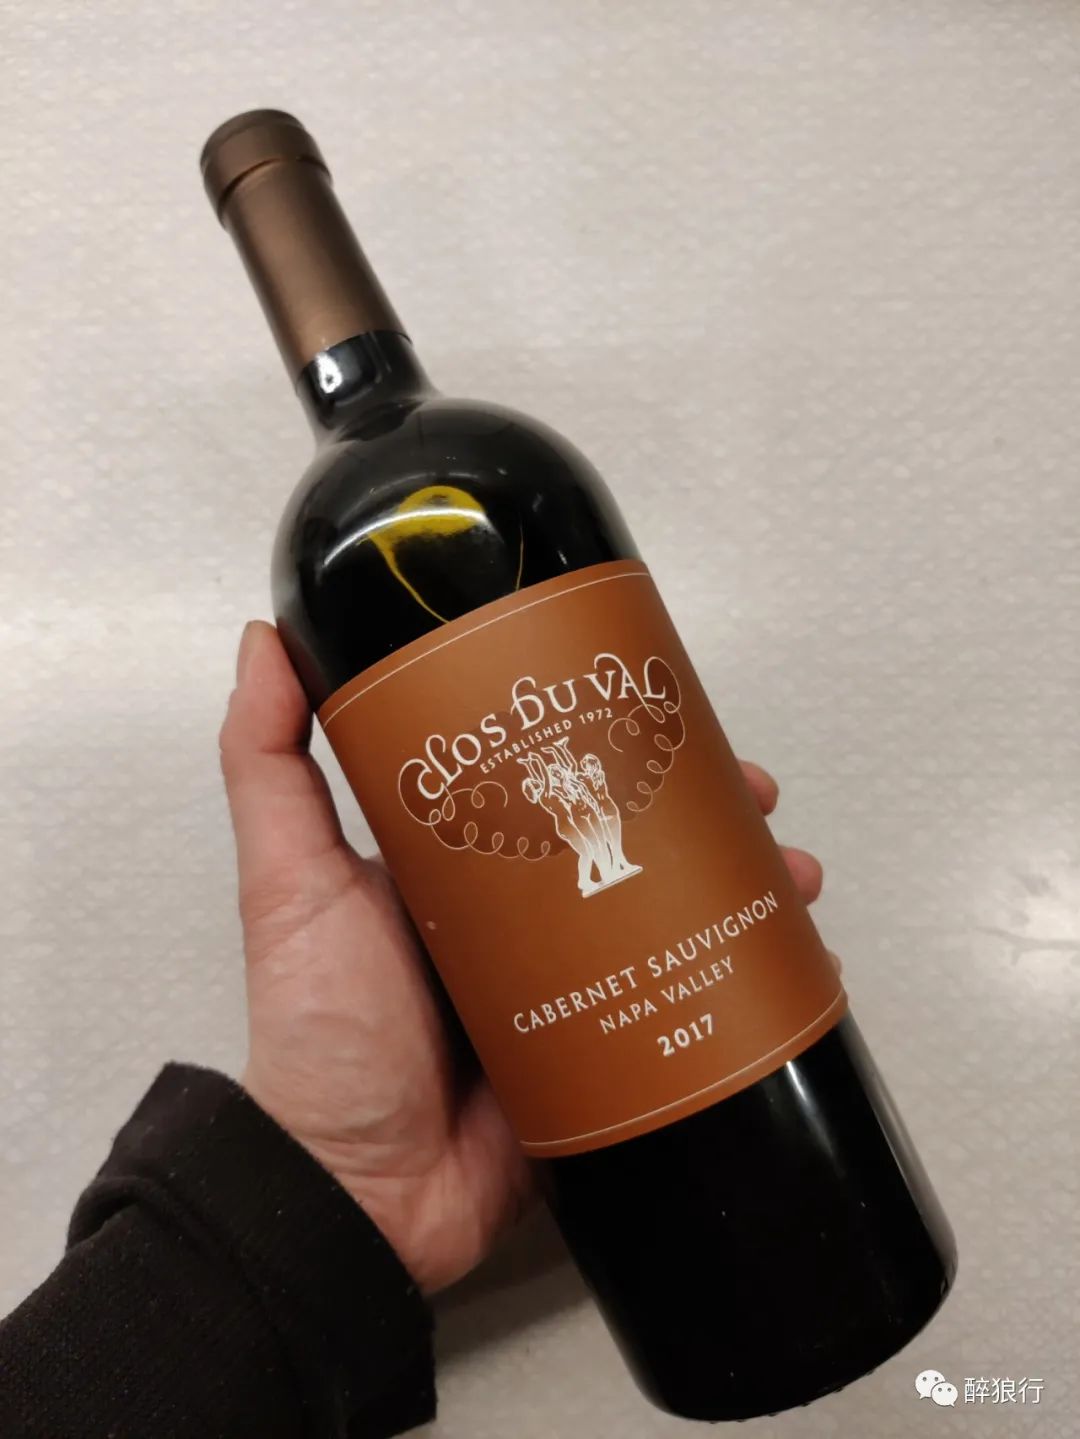 CLOS DU VAL
ESTABLISHED 1972
CABERNET SAUVIGNON
NAPA VALLEY
2017
醉狼行